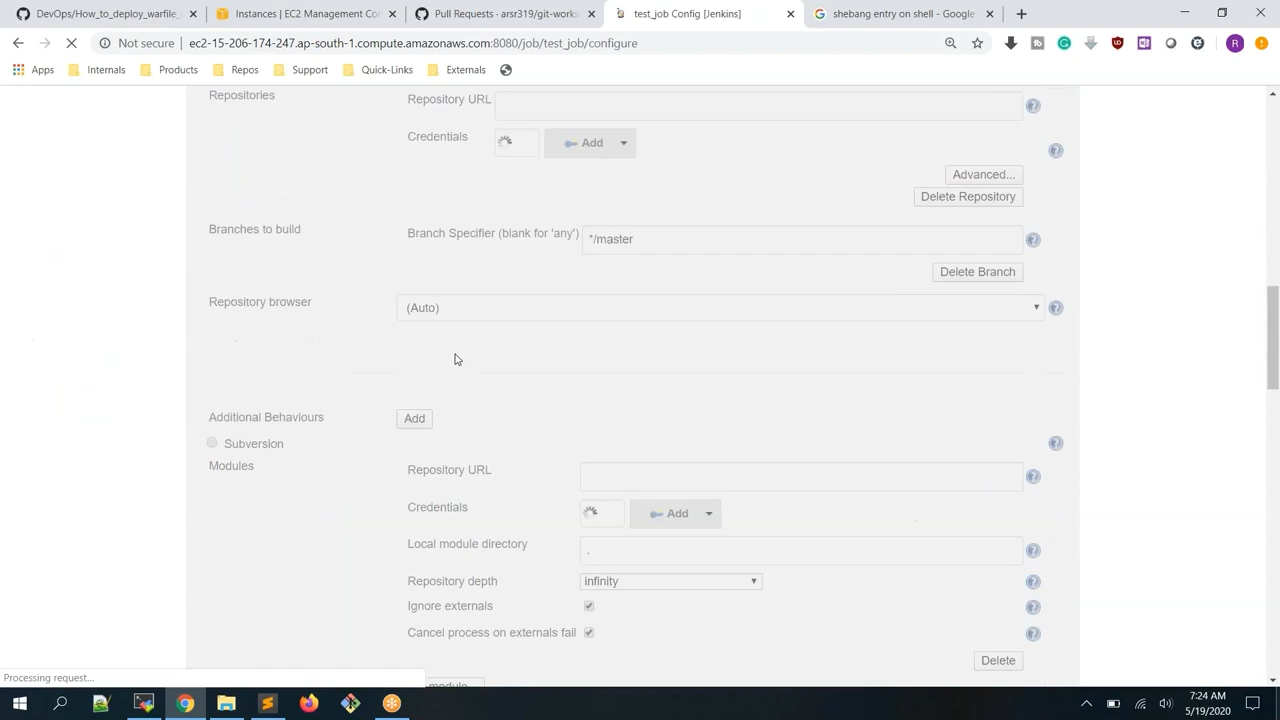 DevOps/How_to_deploy_warfile_
Instances | EC2 Management Co
Pull Requests · arsr319/git-works
test_job Config [Jenkins]
shebang entry on shell - Google
Not secure
ec2-15-206-174-247.ap-south-1.compute.amazonaws.com:8080/job/test_job/configure
Apps
Internals
Products
Repos
Support
Quick-Links
Externals
Repositories
Repository URL
Credentials
Add
Advanced...
Delete Repository
Branches to build
Branch Specifier (blank for 'any')
*/master
Delete Branch
Repository browser
(Auto)
Additional Behaviours
Add
Subversion
Modules
Repository URL
Credentials
Add
Local module directory
.
Repository depth
infinity
Ignore externals
Cancel process on externals fail
Delete
Processing request...
module...
7:24 AM
5/19/2020